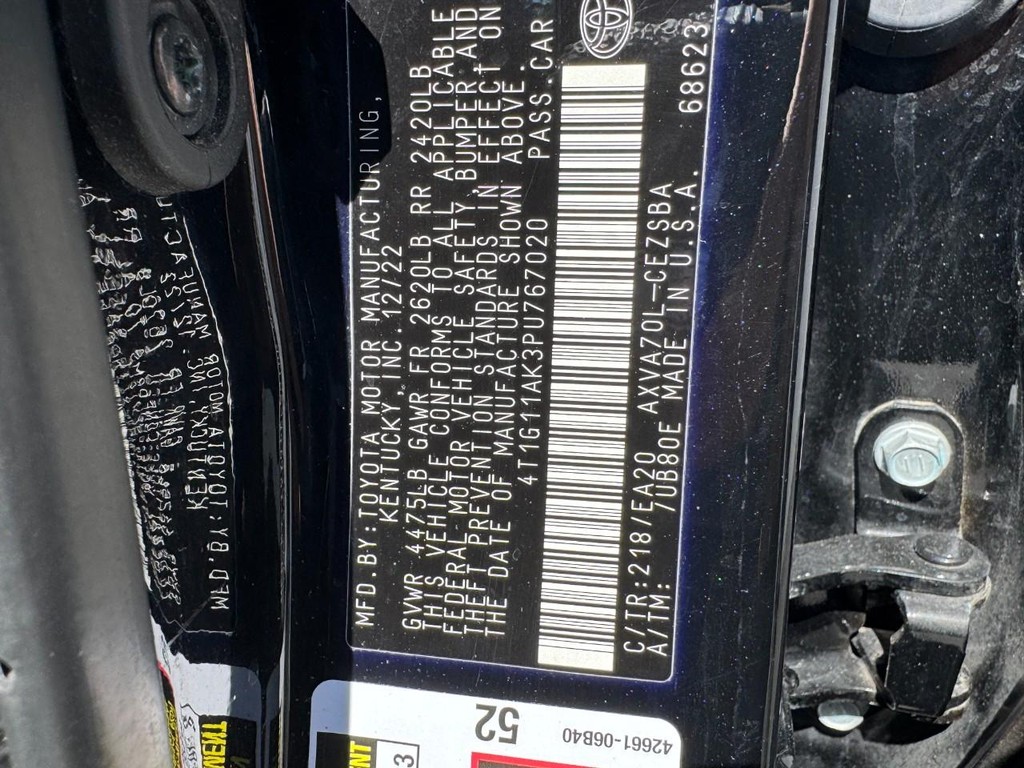 MFD.BY:TOYOTA MOTOR MANUFACTURING,
KENTUCKY,INC. 12/22
GVWR 4475LB GAWR FR 2620LB RR 2420LB
THIS VEHICLE CONFORMS TO ALL APPLICABLE
FEDERAL MOTOR VEHICLE SAFETY, BUMPER AND
THEFT PREVENTION STANDARDS IN EFFECT ON
THE DATE OF MANUFACTURE SHOWN ABOVE.
4T1G11AK3PU767020 PASS.CAR
C/TR:218/EA20 AXVA70L-CEZSBA 68623
A/TM: /UB80E MADE IN U.S.A.
52
42661-06B40
3